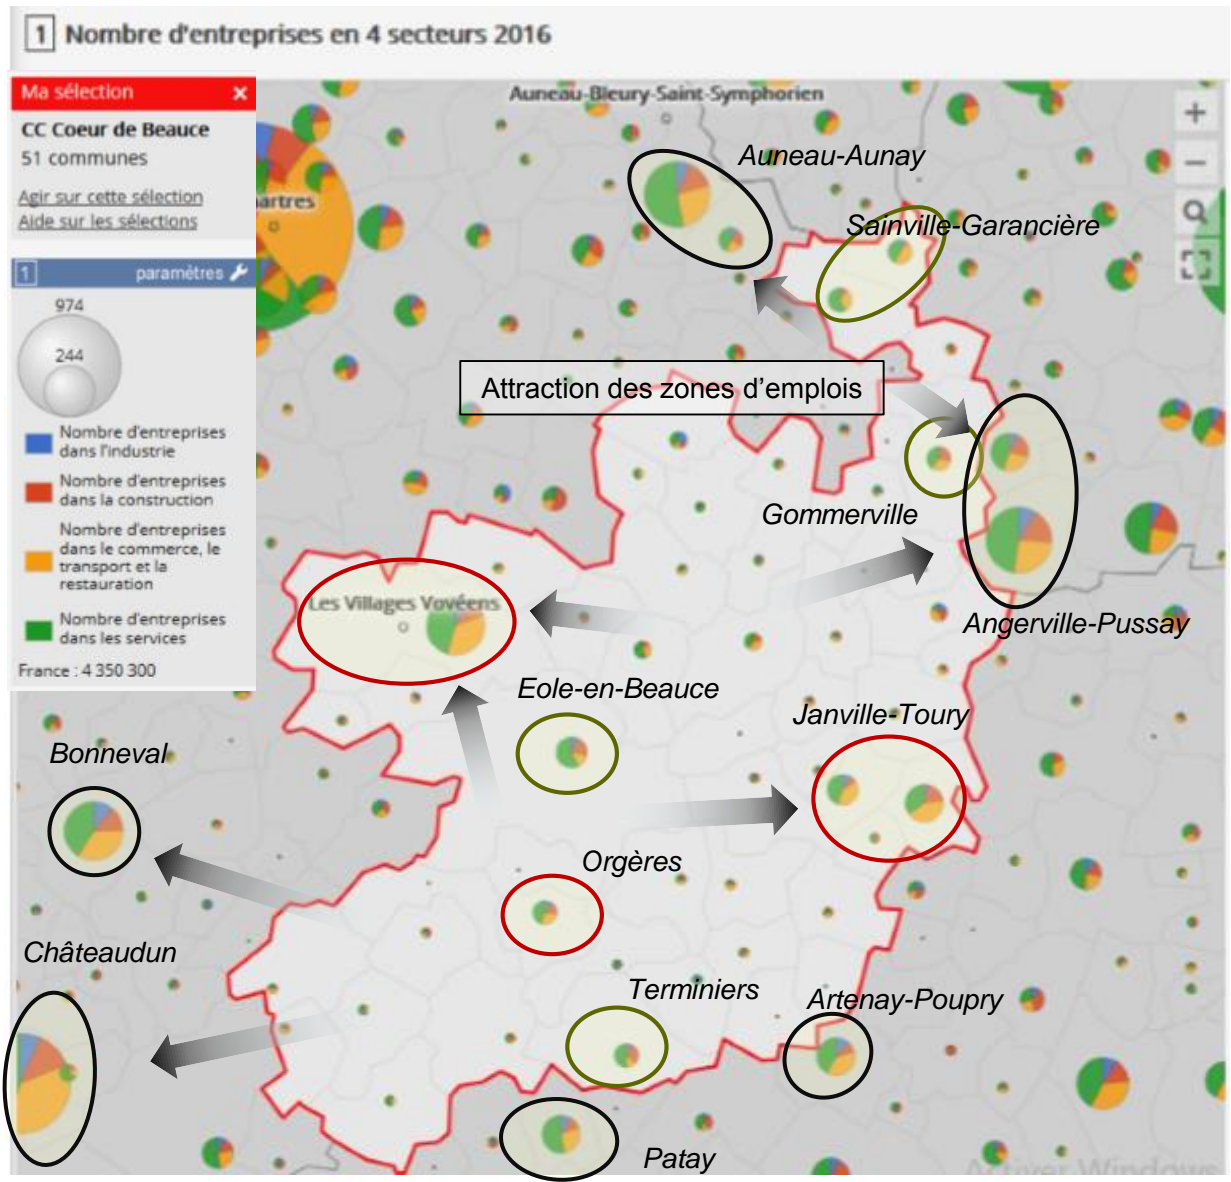 1 Nombre d'entreprises en 4 secteurs 2016
Ma sélection ×
CC Coeur de Beauce
51 communes
Agir sur cette sélection
Aide sur les sélections
1 paramètres
974
244
Nombre d'entreprises
dans l'industrie
Nombre d'entreprises
dans la construction
Nombre d'entreprises
dans le commerce, le
transport et la
restauration
Nombre d'entreprises
dans les services
France : 4 350 300
Auneau-Bleury-Saint-Symphorien
Auneau-Aunay
artres
Sainville-Garancière
Attraction des zones d'emplois
Gommerville
Les Villages Vovéens
Angerville-Pussay
Eole-en-Beauce
Janville-Toury
Bonneval
Orgères
Châteaudun
Terminiers
Artenay-Poupry
Patay
Activer Windows